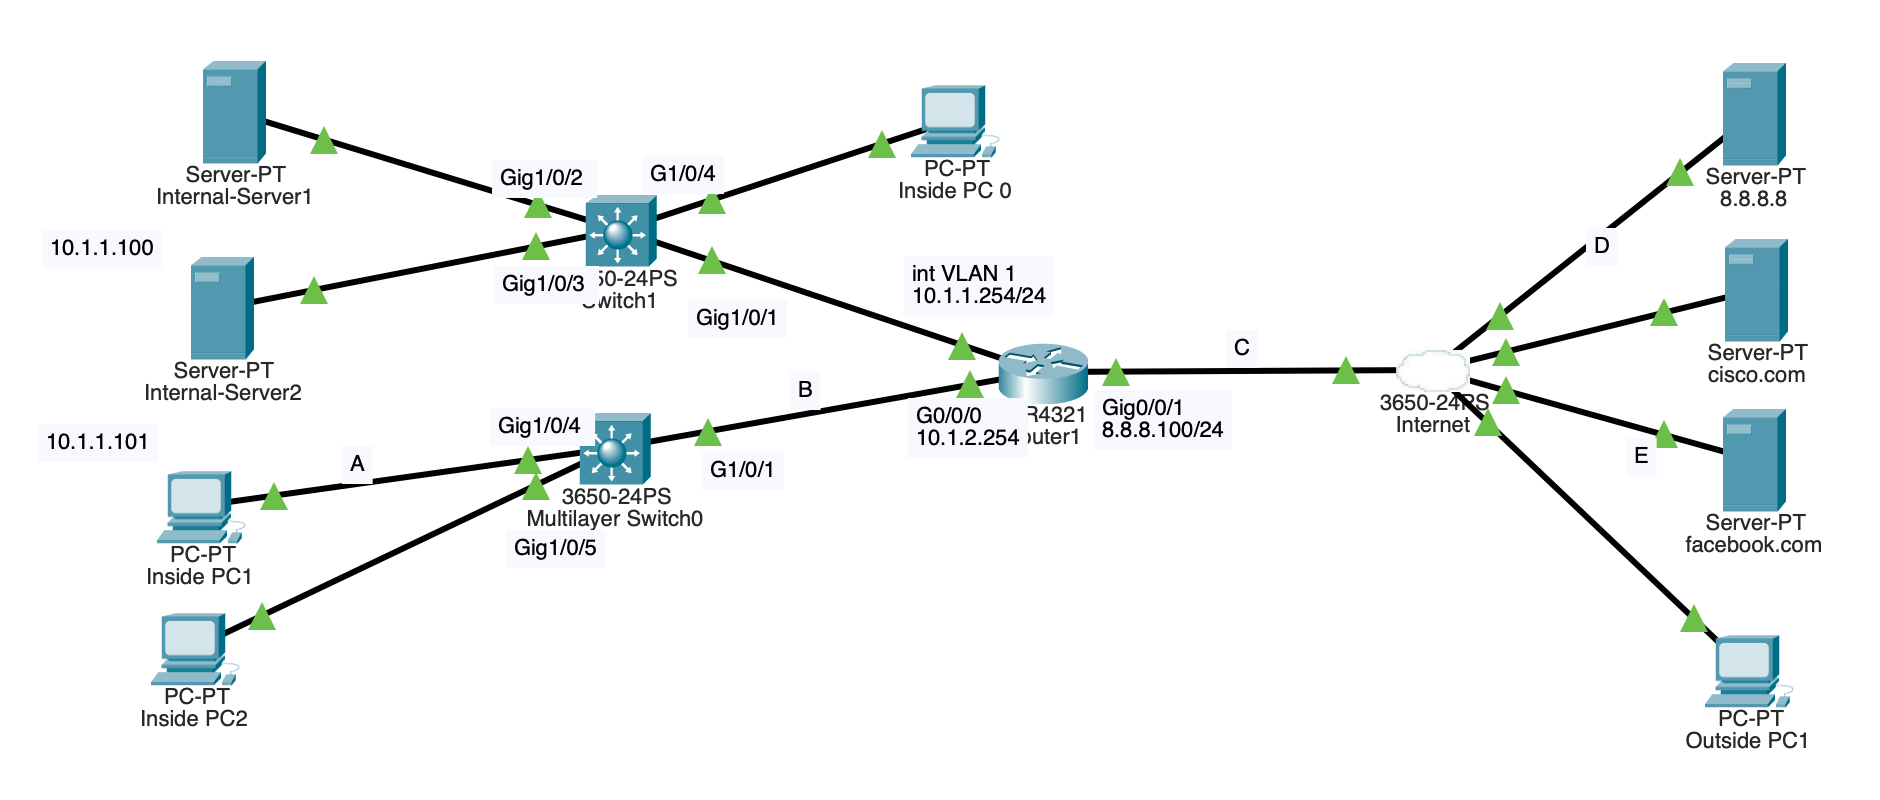 Server-PT
Internal-Server1
Gig1/0/2
G1/0/4
PC-PT
Inside PC 0
Server-PT
8.8.8.8
10.1.1.100
Gig1/0/3
50-24PS
witch1
Gig1/0/1
int VLAN 1
10.1.1.254/24
D
Server-PT
cisco.com
Server-PT
Internal-Server2
C
B
10.1.1.101
Gig1/0/4
G1/0/1
G0/0/0
10.1.2.254
R4321
outer1
Gig0/0/1
8.8.8.100/24
3650-24PS
Internet
E
Server-PT
facebook.com
A
3650-24PS
Multilayer Switch0
Gig1/0/5
PC-PT
Inside PC1
PC-PT
Inside PC2
PC-PT
Outside PC1